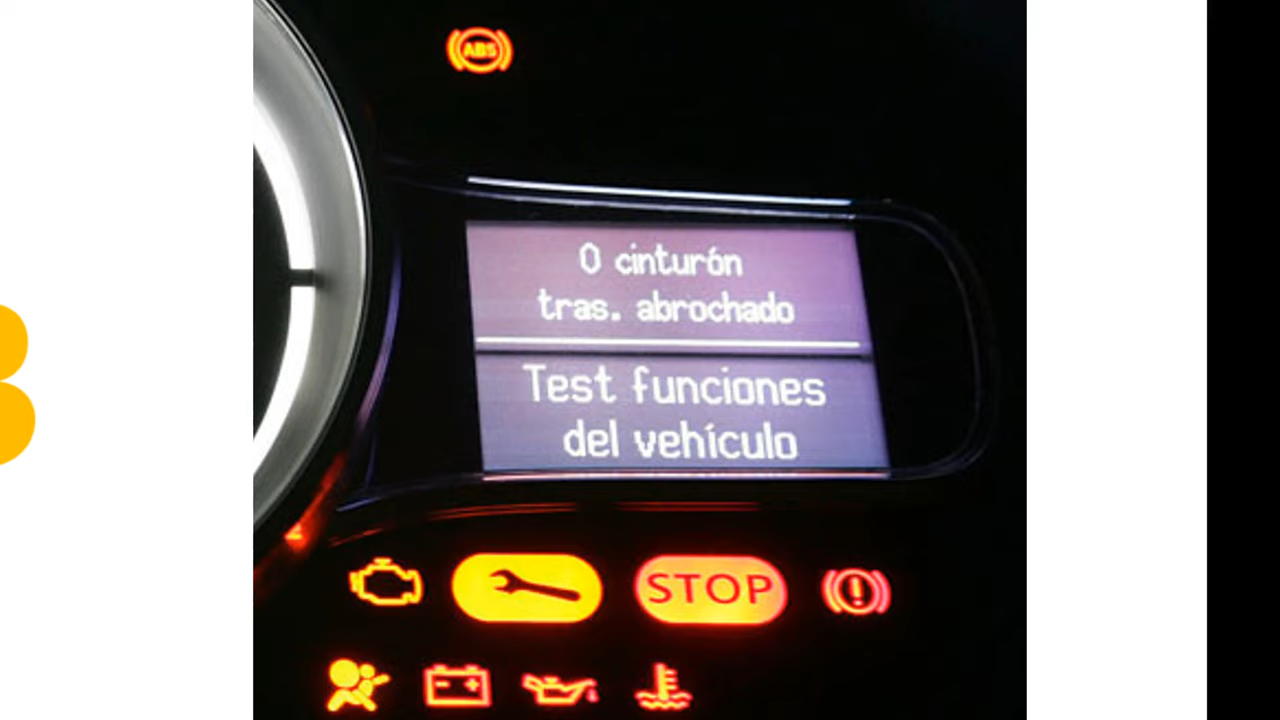 ABS
0 cinturón
tras. abrochado
Test funciones
del vehículo
STOP